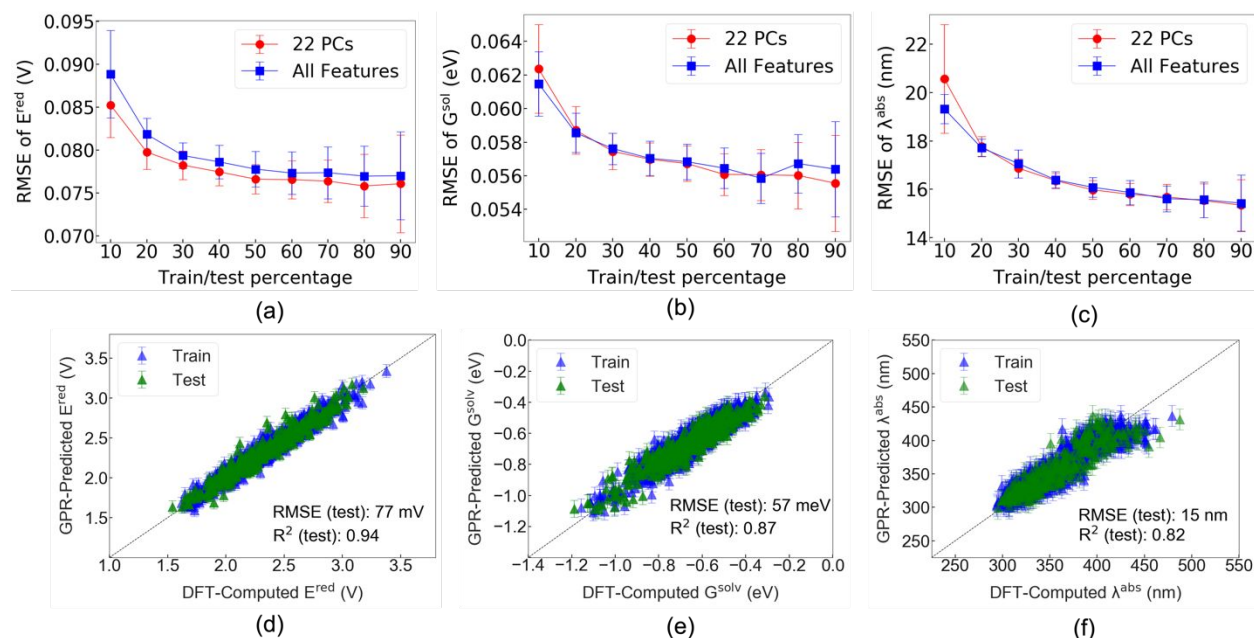 RMSE of E^red (V)
0.095
0.090
0.085
0.080
0.075
0.070
22 PCs
All Features
10 20 30 40 50 60 70 80 90
Train/test percentage
(a)
RMSE of G^sol (eV)
0.064
0.062
0.060
0.058
0.056
0.054
22 PCs
All Features
10 20 30 40 50 60 70 80 90
Train/test percentage
(b)
RMSE of λ^abs (nm)
22
20
18
16
14
22 PCs
All Features
10 20 30 40 50 60 70 80 90
Train/test percentage
(c)
GPR-Predicted E^red (V)
3.5
3.0
2.5
2.0
1.5
Train
Test
RMSE (test): 77 mV
R² (test): 0.94
1.0 1.5 2.0 2.5 3.0 3.5
DFT-Computed E^red (V)
(d)
GPR-Predicted G^solv (eV)
0.0
−0.2
−0.4
−0.6
−0.8
−1.0
−1.2
Train
Test
RMSE (test): 57 meV
R² (test): 0.87
−1.4 −1.2 −1.0 −0.8 −0.6 −0.4 −0.2 0.0
DFT-Computed G^solv (eV)
(e)
GPR-Predicted λ^abs (nm)
550
500
450
400
350
300
250
Train
Test
RMSE (test): 15 nm
R² (test): 0.82
250 300 350 400 450 500 550
DFT-Computed λ^abs (nm)
(f)